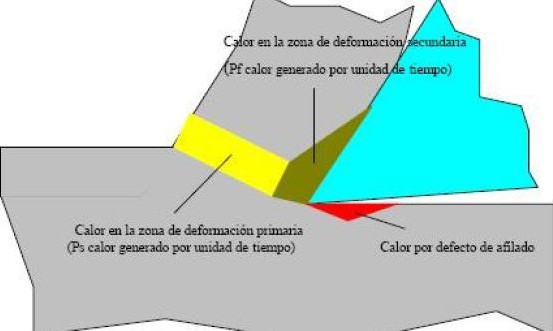 Calor en la zona de deformación secundaria
(Pf calor generado por unidad de tiempo)
Calor en la zona de deformación primaria
(Ps calor generado por unidad de tiempo)
Calor por defecto de afilado